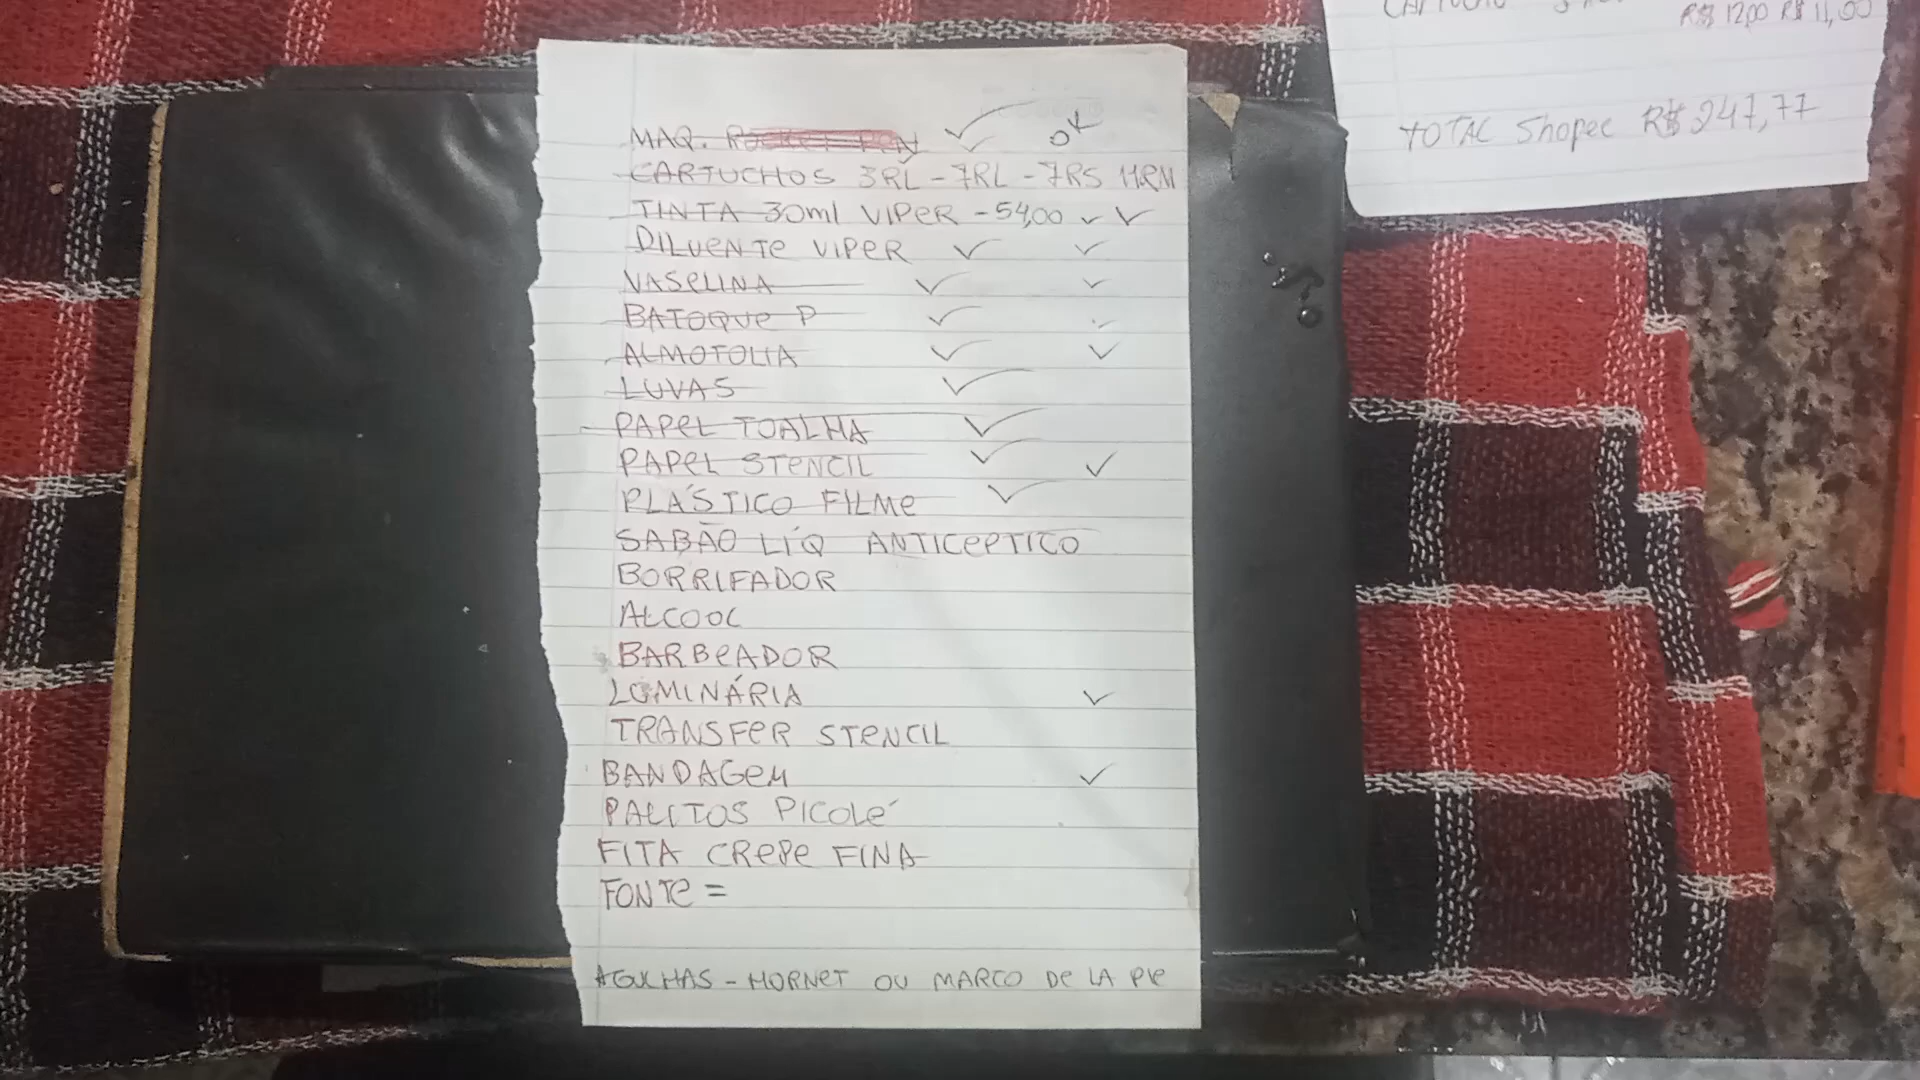 MAQ. OK
CARTUCHOS 3RL - 7RL - 7RS 11RM
TINTA 30ml VIPER - 54,00
DILUENTE VIPER
VASELINA
BATOQUE P
ALMOTOLIA
LUVAS
PAPEL TOALHA
PAPEL STENCIL
PLÁSTICO FILME
SABÃO LÍQ ANTICEPTICO
BORRIFADOR
ALCOOL
BARBEADOR
LUMINÁRIA
TRANSFER STENCIL
BANDAGEM
PALITOS PICOLÉ
FITA CREPE FINA
FONTE =
AGULHAS - HORNET OU MARCO DE LA PIE
R$ 12,00 R$ 11,00
TOTAL Shopee R$ 247,77